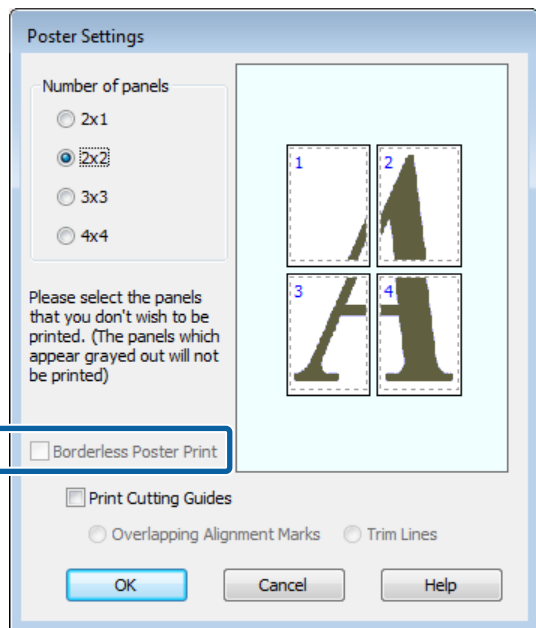 Poster Settings
Number of panels
2x1
2x2
3x3
4x4
1 2
3 4
Please select the panels
that you don't wish to be
printed. (The panels which
appear grayed out will not
be printed)
Borderless Poster Print
Print Cutting Guides
Overlapping Alignment Marks Trim Lines
OK Cancel Help